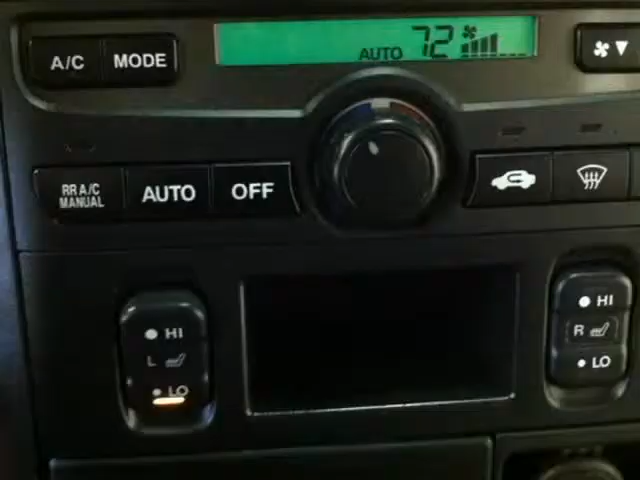 A/C
MODE
AUTO 72
RR A/C
MANUAL
AUTO
OFF
HI
L
LO
HI
R
LO